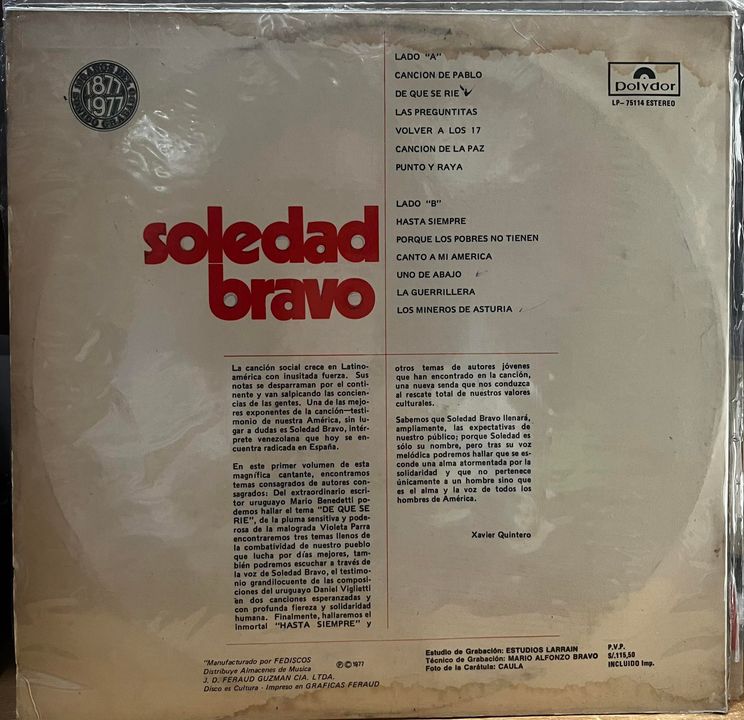 100 AÑOS DE
1877
1977
SONIDO GRABADO
LADO "A"
CANCION DE PABLO
DE QUE SE RIE
LAS PREGUNTITAS
VOLVER A LOS 17
CANCION DE LA PAZ
PUNTO Y RAYA
Polydor
LP- 75114 ESTEREO
LADO "B"
HASTA SIEMPRE
PORQUE LOS POBRES NO TIENEN
CANTO A MI AMERICA
UNO DE ABAJO
LA GUERRILLERA
LOS MINEROS DE ASTURIA
soledad
bravo
La canción social crece en Latino-
américa con inusitada fuerza. Sus
notas se desparraman por el conti-
nente y van salpicando las concien-
cias de las gentes. Una de las mejo-
res exponentes de la canción—testi-
monio de nuestra América, sin lu-
gar a dudas es Soledad Bravo, intér-
prete venezolana que hoy se en-
cuentra radicada en España.
En este primer volumen de esta
magnífica cantante, encontramos
temas consagrados de autores con-
sagrados: Del extraordinario escri-
tor uruguayo Mario Benedetti po-
demos hallar el tema "DE QUE SE
RIE", de la pluma sensitiva y pode-
rosa de la malograda Violeta Parra
encontraremos tres temas llenos de
la combatividad de nuestro pueblo
que lucha por días mejores, tam-
bién podremos escuchar a través de
la voz de Soledad Bravo, el testimo-
nio grandilocuente de las composi-
ciones del uruguayo Daniel Viglietti
en dos canciones esperanzadas y
con profunda fiereza y solidaridad
humana. Finalmente, hallaremos el
inmortal "HASTA SIEMPRE" y
otros temas de autores jóvenes
que han encontrado en la canción,
una nueva senda que nos conduzca
al rescate total de nuestros valores
culturales.
Sabemos que Soledad Bravo llenará,
ampliamente, las expectativas de
nuestro público; porque Soledad es
sólo su nombre, pero tras su voz
melódica podremos hallar que se es-
conde una alma atormentada por la
solidaridad y que no pertenece
únicamente a un hombre sino que
es el alma y la voz de todos los
hombres de América.
Xavier Quintero
"Manufacturado por FEDISCOS
Distribuye Almacenes de Musica
J. D. FERAUD GUZMAN CIA. LTDA.
Disco es Cultura - Impreso en GRAFICAS FERAUD
℗©1977
Estudio de Grabación: ESTUDIOS LARRAIN
Técnico de Grabación: MARIO ALFONZO BRAVO
Foto de la Carátula: CAULA
P.V.P.
S/.115,50
INCLUIDO Imp.